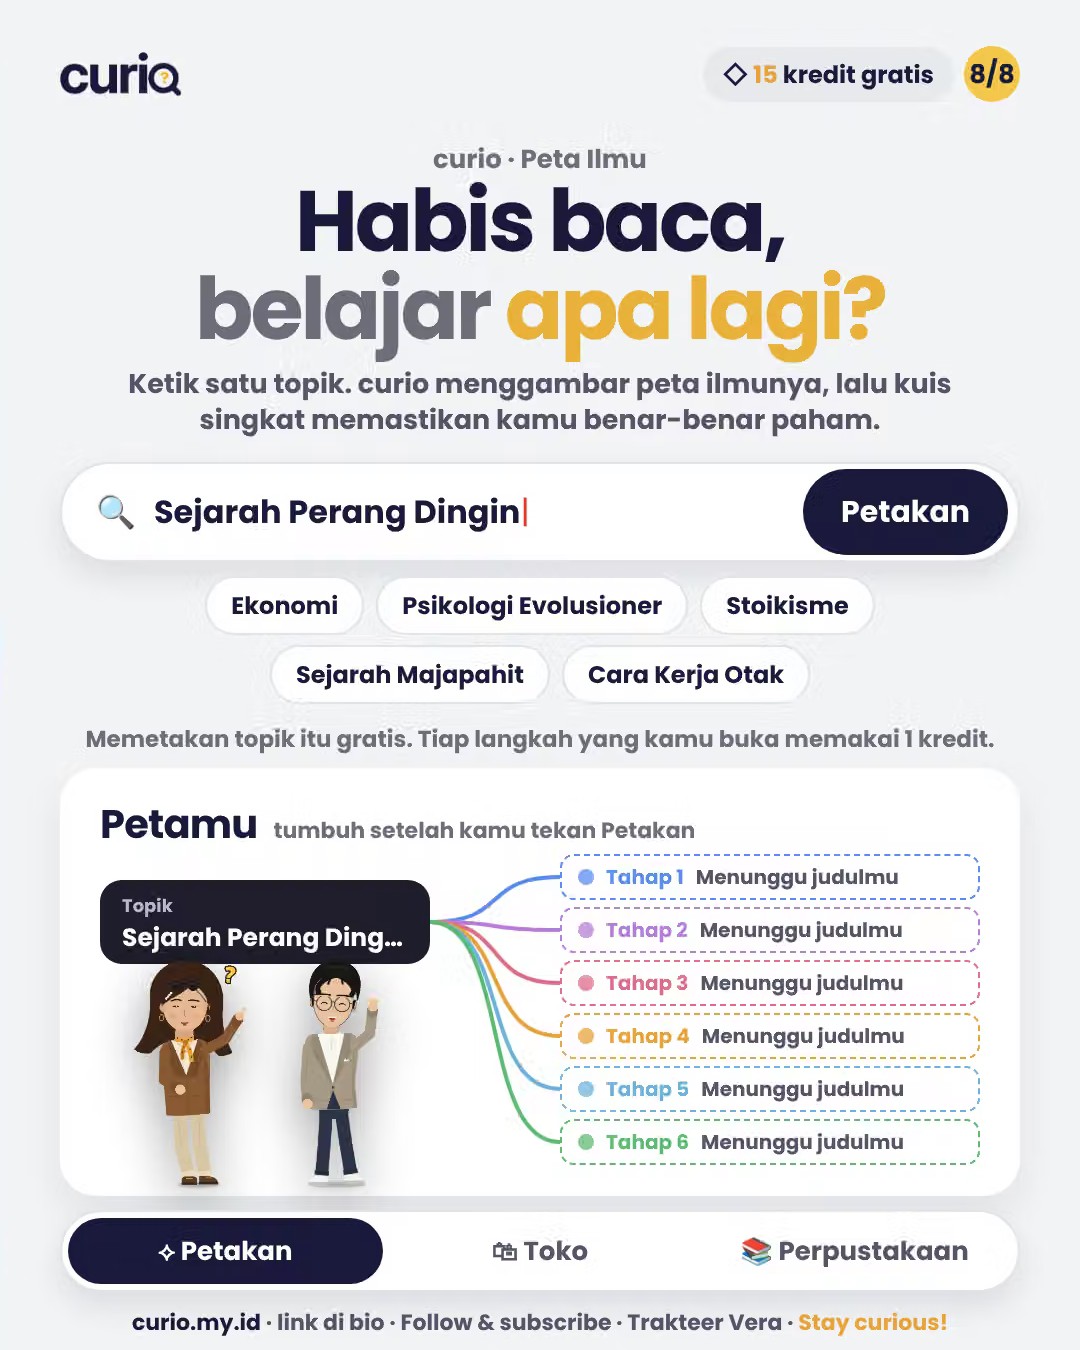 curio
15 kredit gratis
8/8
curio · Peta Ilmu
Habis baca,
belajar apa lagi?
Ketik satu topik. curio menggambar peta ilmunya, lalu kuis
singkat memastikan kamu benar-benar paham.
Sejarah Perang Dingin
Petakan
Ekonomi
Psikologi Evolusioner
Stoikisme
Sejarah Majapahit
Cara Kerja Otak
Memetakan topik itu gratis. Tiap langkah yang kamu buka memakai 1 kredit.
Petamu tumbuh setelah kamu tekan Petakan
Topik
Sejarah Perang Ding...
?
Tahap 1 Menunggu judulmu
Tahap 2 Menunggu judulmu
Tahap 3 Menunggu judulmu
Tahap 4 Menunggu judulmu
Tahap 5 Menunggu judulmu
Tahap 6 Menunggu judulmu
Petakan
Toko
Perpustakaan
curio.my.id · link di bio · Follow & subscribe · Trakteer Vera · Stay curious!